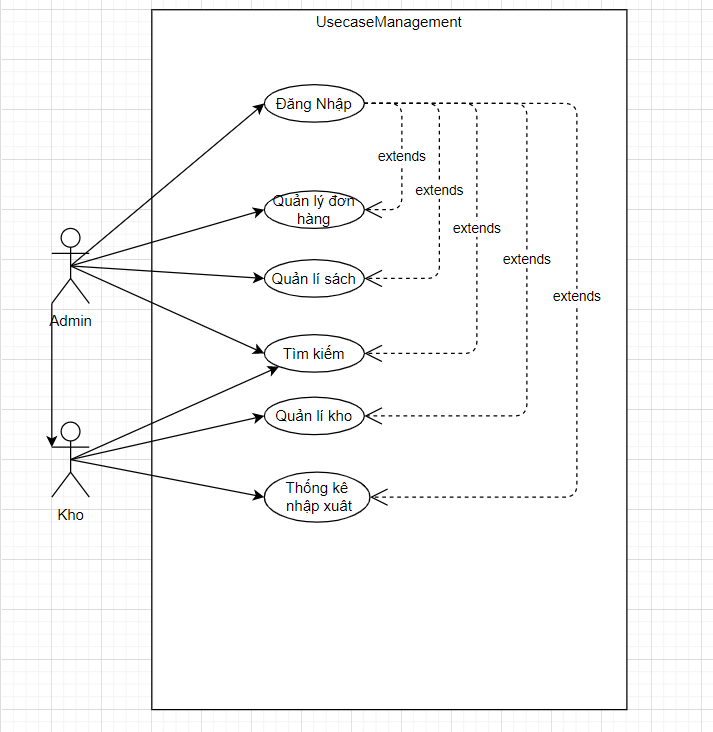 UsecaseManagement
Đăng Nhập
extends
Quản lý đơn
hàng
extends
extends
Quản lí sách
extends
extends
Admin
Tìm kiếm
Quản lí kho
Thống kê
nhập xuât
Kho